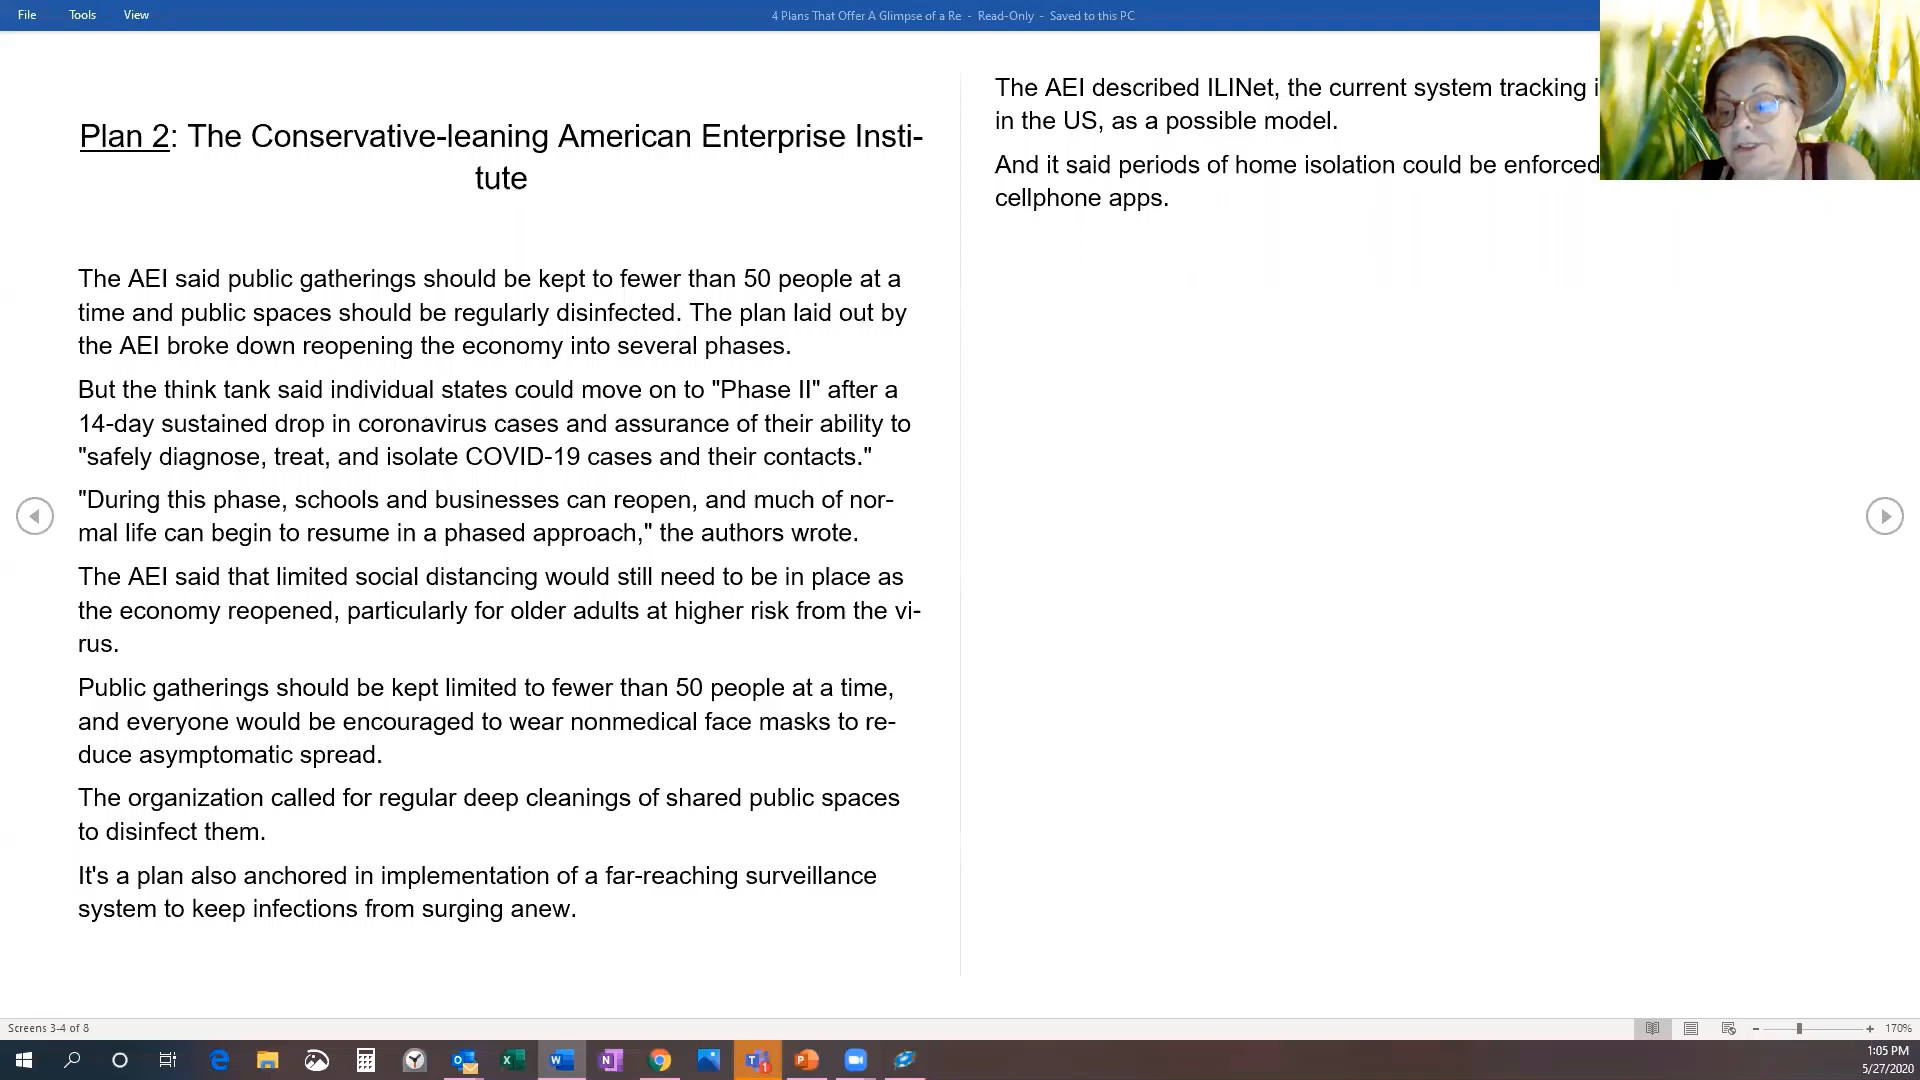 File Tools View
4 Plans That Offer A Glimpse of a Re - Read-Only - Saved to this PC
Plan 2: The Conservative-leaning American Enterprise Insti-
tute
The AEI said public gatherings should be kept to fewer than 50 people at a
time and public spaces should be regularly disinfected. The plan laid out by
the AEI broke down reopening the economy into several phases.
But the think tank said individual states could move on to "Phase II" after a
14-day sustained drop in coronavirus cases and assurance of their ability to
"safely diagnose, treat, and isolate COVID-19 cases and their contacts."
"During this phase, schools and businesses can reopen, and much of nor-
mal life can begin to resume in a phased approach," the authors wrote.
The AEI said that limited social distancing would still need to be in place as
the economy reopened, particularly for older adults at higher risk from the vi-
rus.
Public gatherings should be kept limited to fewer than 50 people at a time,
and everyone would be encouraged to wear nonmedical face masks to re-
duce asymptomatic spread.
The organization called for regular deep cleanings of shared public spaces
to disinfect them.
It's a plan also anchored in implementation of a far-reaching surveillance
system to keep infections from surging anew.
The AEI described ILINet, the current system tracking
in the US, as a possible model.
And it said periods of home isolation could be enforced
cellphone apps.
Screens 3-4 of 8
170%
1:05 PM
5/27/2020